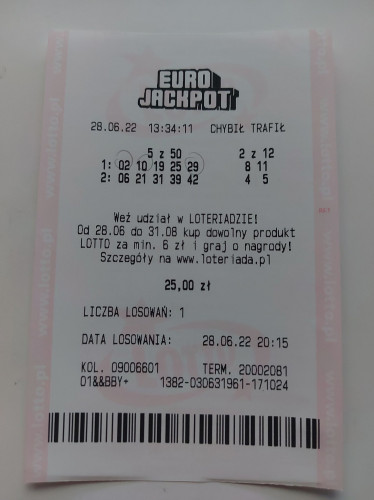 EURO
JACKPOT
28.06.22 13:34:11 CHYBIŁ TRAFIŁ
5 z 50 2 z 12
1: 02 10 19 25 29 8 11
2: 06 21 31 39 42 4 5
Weź udział w LOTERIADZIE!
Od 28.06 do 31.08 kup dowolny produkt
LOTTO za min. 6 zł i graj o nagrody!
Szczegóły na www.loteriada.pl
25,00 zł
LICZBA LOSOWAŃ: 1
DATA LOSOWANIA: 28.06.22 20:15
KOL. 09006601 TERM. 20002081
01&&BBY* 1382-030631961-171024